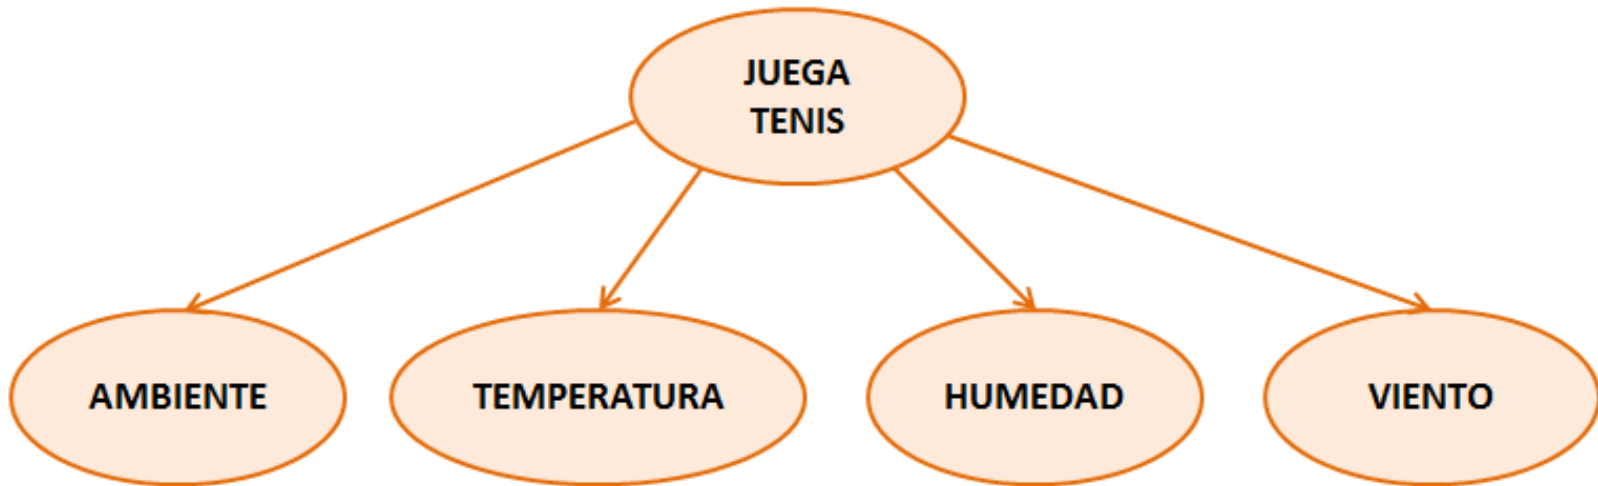 JUEGA
TENIS
AMBIENTE
TEMPERATURA
HUMEDAD
VIENTO